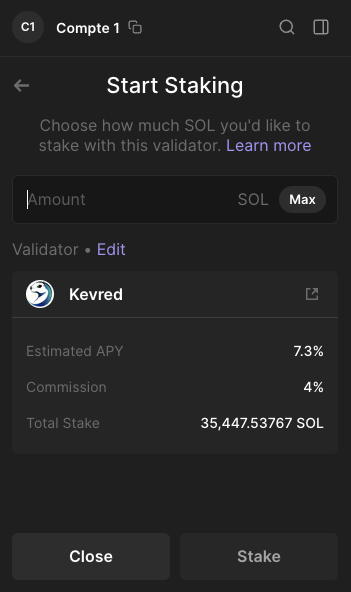 C1 Compte 1
Start Staking
Choose how much SOL you'd like to
stake with this validator. Learn more
Amount SOL Max
Validator • Edit
Kevred
Estimated APY 7.3%
Commission 4%
Total Stake 35,447.53767 SOL
Close Stake